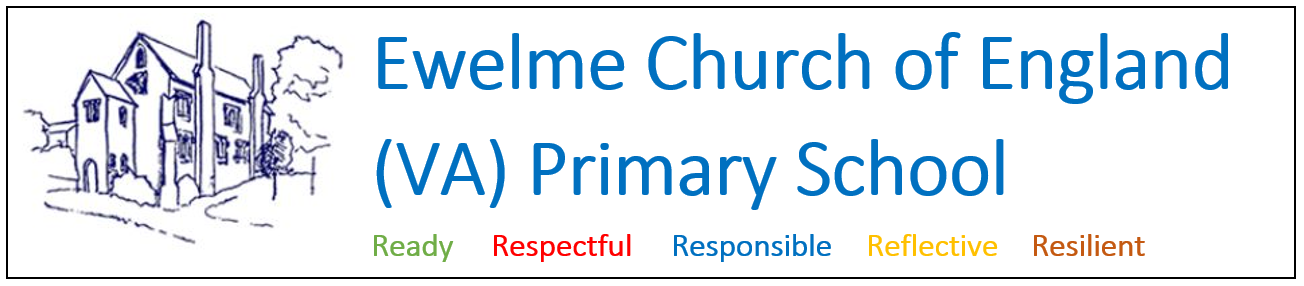 Ewelme Church of England
(VA) Primary School
Ready Respectful Responsible Reflective Resilient